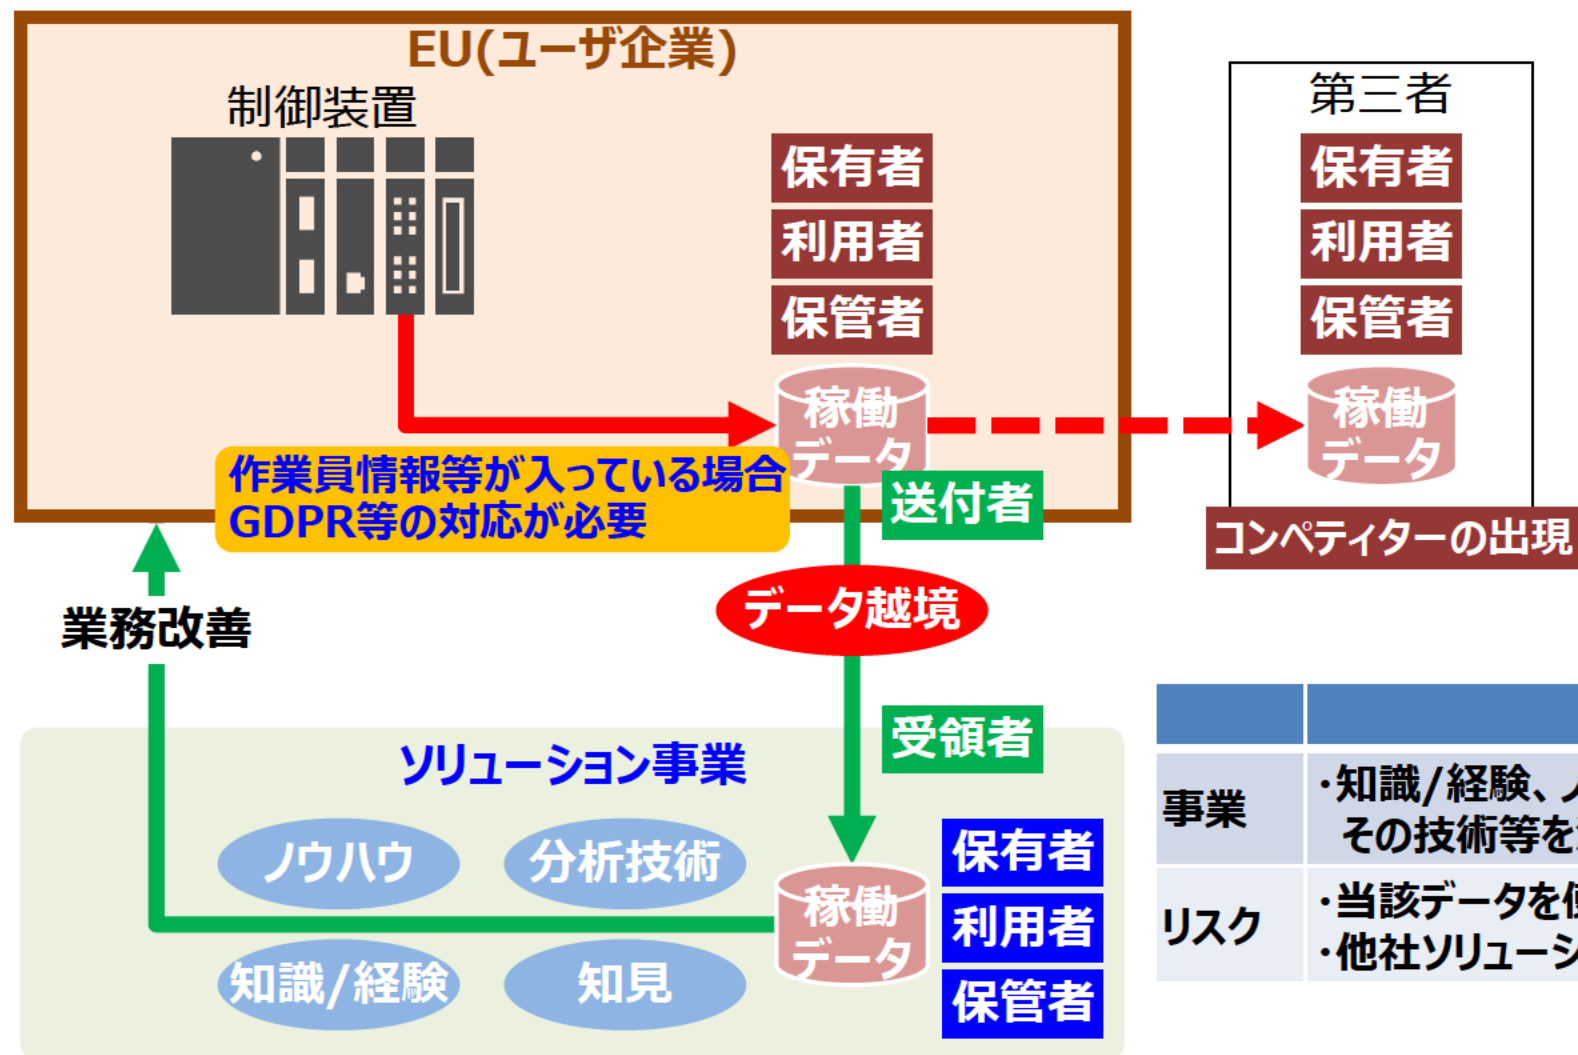 EU(ユーザ企業)
制御装置
保有者
利用者
保管者
稼働
データ
第三者
保有者
利用者
保管者
稼働
データ
コンペティターの出現
作業員情報等が入っている場合
GDPR等の対応が必要
送付者
データ越境
受領者
業務改善
ソリューション事業
ノウハウ
分析技術
知識/経験
知見
稼働
データ
保有者
利用者
保管者
事業
・知識/経験、ノ
その技術等を
リスク
・当該データを使
・他社ソリューシ